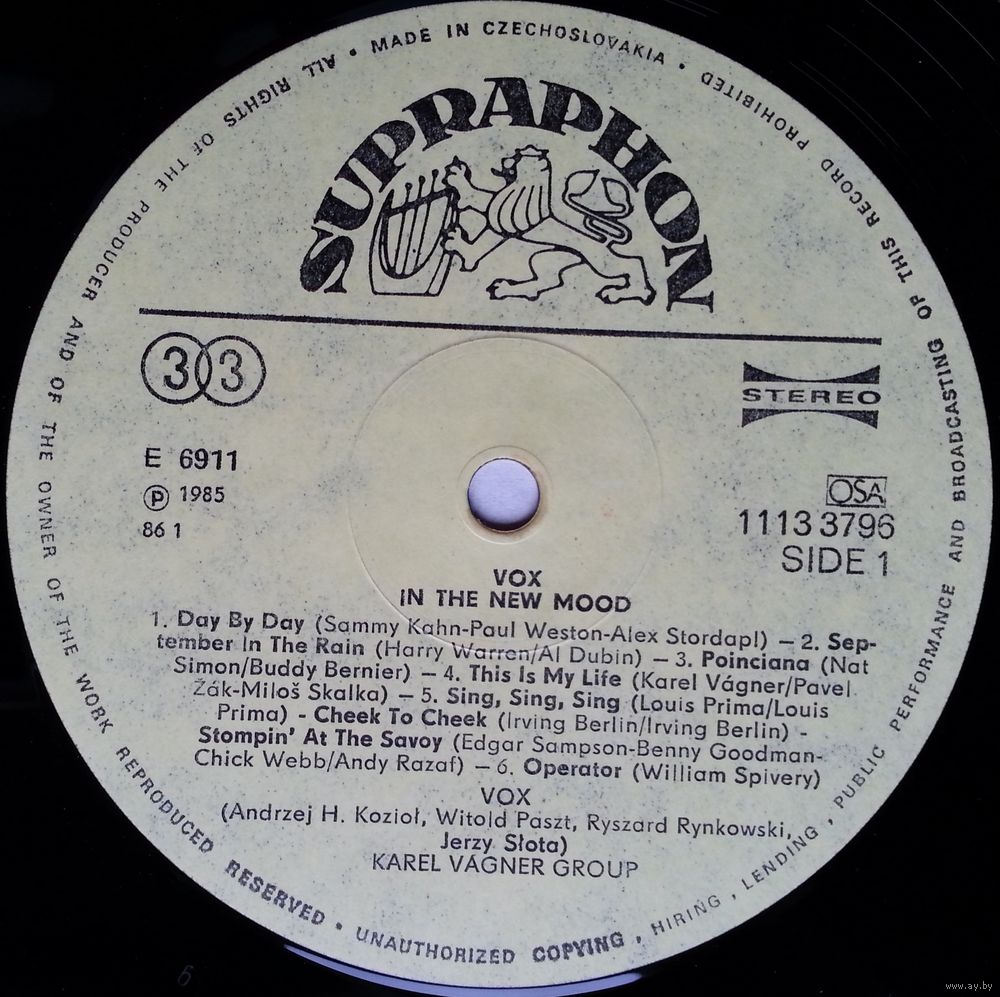 MADE IN CZECHOSLOVAKIA • ALL RIGHTS OF THE PRODUCER AND OF THE OWNER OF THE WORK REPRODUCED RESERVED • UNAUTHORIZED COPYING, HIRING, LENDING, PUBLIC PERFORMANCE AND BROADCASTING OF THIS RECORD PROHIBITED •
SUPRAPHON
33
STEREO
E 6911
Ⓟ 1985
86 1
OSA
1113 3796
SIDE 1
VOX
IN THE NEW MOOD
1. Day By Day (Sammy Kahn-Paul Weston-Alex Stordapl) – 2. Sep-
tember In The Rain (Harry Warren/Al Dubin) – 3. Poinciana (Nat
Simon/Buddy Bernier) – 4. This Is My Life (Karel Vágner/Pavel
Žák-Miloš Skalka) – 5. Sing, Sing, Sing (Louis Prima/Louis
Prima) - Cheek To Cheek (Irving Berlin/Irving Berlin) -
Stompin' At The Savoy (Edgar Sampson-Benny Goodman-
Chick Webb/Andy Razaf) – 6. Operator (William Spivery)
VOX
(Andrzej H. Kozioł, Witold Paszt, Ryszard Rynkowski,
Jerzy Słota)
KAREL VÁGNER GROUP
6
www.ay.by